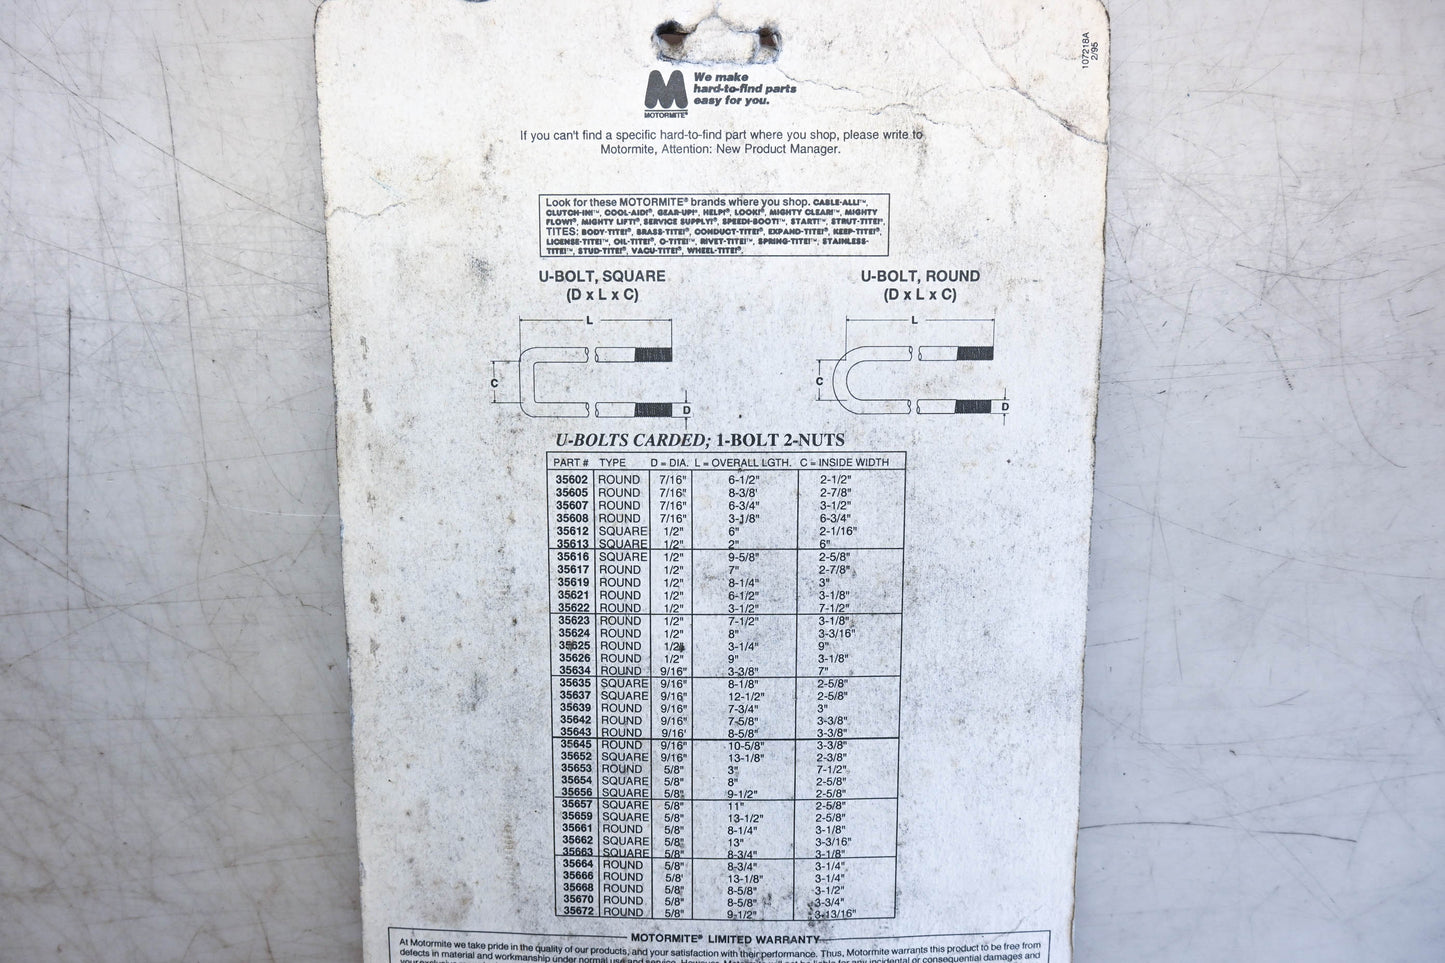 107218A
2/95
We make
hard-to-find parts
easy for you.
MOTORMITE®
If you can't find a specific hard-to-find part where you shop, please write to
Motormite, Attention: New Product Manager.
Look for these MOTORMITE® brands where you shop. CABLE-ALL!™,
CLUTCH-IN!™, COOL-AID!®, GEAR-UP!®, HELP!®, LOOK!®, MIGHTY CLEAR!™, MIGHTY
FLOW!®, MIGHTY LIFT!®, SERVICE SUPPLY!®, SPEEDI-BOOT!™, START!™, STRUT-TITE!®,
TITES: BODY-TITE!®, BRASS-TITE!®, CONDUCT-TITE!®, EXPAND-TITE!®, KEEP-TITE!®,
LICENSE-TITE!™, OIL-TITE!®, O-TITE!™, RIVET-TITE!™, SPRING-TITE!™, STAINLESS-
TITE!™, STUD-TITE!®, VACU-TITE!®, WHEEL-TITE!®.
U-BOLT, SQUARE
(D x L x C)
U-BOLT, ROUND
(D x L x C)
L
C
D
L
C
D
U-BOLTS CARDED; 1-BOLT 2-NUTS
PART # TYPE D = DIA. L = OVERALL LGTH. C = INSIDE WIDTH
35602 ROUND 7/16" 6-1/2" 2-1/2"
35605 ROUND 7/16" 8-3/8' 2-7/8"
35607 ROUND 7/16" 6-3/4" 3-1/2"
35608 ROUND 7/16" 3-1/8" 6-3/4"
35612 SQUARE 1/2" 6" 2-1/16"
35613 SQUARE 1/2" 2" 6"
35616 SQUARE 1/2" 9-5/8" 2-5/8"
35617 ROUND 1/2" 7" 2-7/8"
35619 ROUND 1/2" 8-1/4" 3"
35621 ROUND 1/2" 6-1/2" 3-1/8"
35622 ROUND 1/2" 3-1/2" 7-1/2"
35623 ROUND 1/2" 7-1/2" 3-1/8"
35624 ROUND 1/2" 8" 3-3/16"
35625 ROUND 1/2" 3-1/4" 9"
35626 ROUND 1/2" 9" 3-1/8"
35634 ROUND 9/16" 3-3/8" 7"
35635 SQUARE 9/16" 8-1/8" 2-5/8"
35637 SQUARE 9/16" 12-1/2" 2-5/8"
35639 ROUND 9/16" 7-3/4" 3"
35642 ROUND 9/16" 7-5/8" 3-3/8"
35643 ROUND 9/16' 8-5/8" 3-3/8"
35645 ROUND 9/16" 10-5/8" 3-3/8"
35652 SQUARE 9/16" 13-1/8" 2-3/8"
35653 ROUND 5/8" 3" 7-1/2"
35654 SQUARE 5/8" 8" 2-5/8"
35656 SQUARE 5/8" 9-1/2" 2-5/8"
35657 SQUARE 5/8" 11" 2-5/8"
35659 SQUARE 5/8" 13-1/2" 2-5/8"
35661 ROUND 5/8" 8-1/4" 3-1/8"
35662 SQUARE 5/8" 13" 3-3/16"
35663 SQUARE 5/8" 8-3/4" 3-1/8"
35664 ROUND 5/8" 8-3/4" 3-1/4"
35666 ROUND 5/8' 13-1/8" 3-1/4"
35668 ROUND 5/8" 8-5/8" 3-1/2"
35670 ROUND 5/8" 8-5/8" 3-3/4"
35672 ROUND 5/8" 9-1/2" 3-13/16"
MOTORMITE® LIMITED WARRANTY
At Motormite we take pride in the quality of our products, and your satisfaction with their performance. Thus, Motormite warrants this product to be free from
defects in material and workmanship under normal use and service. However, Motormite will not be liable for any incidental or consequential damages and
your exclusive